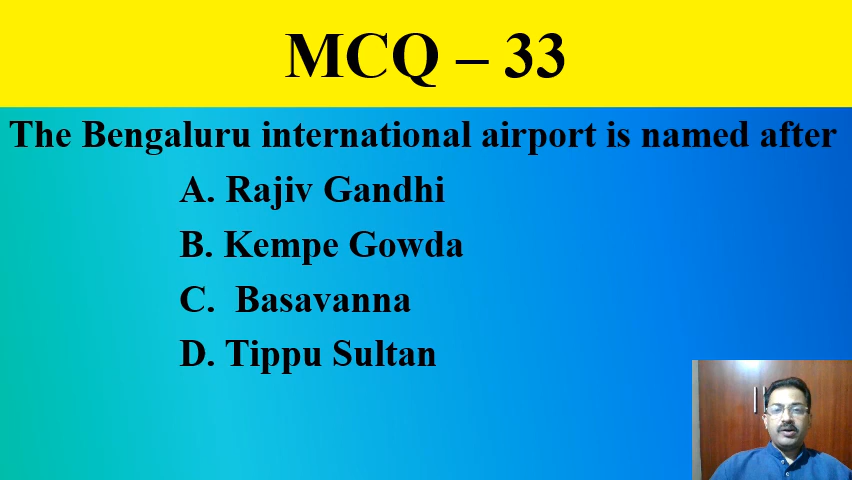 MCQ – 33
The Bengaluru international airport is named after
A. Rajiv Gandhi
B. Kempe Gowda
C. Basavanna
D. Tippu Sultan